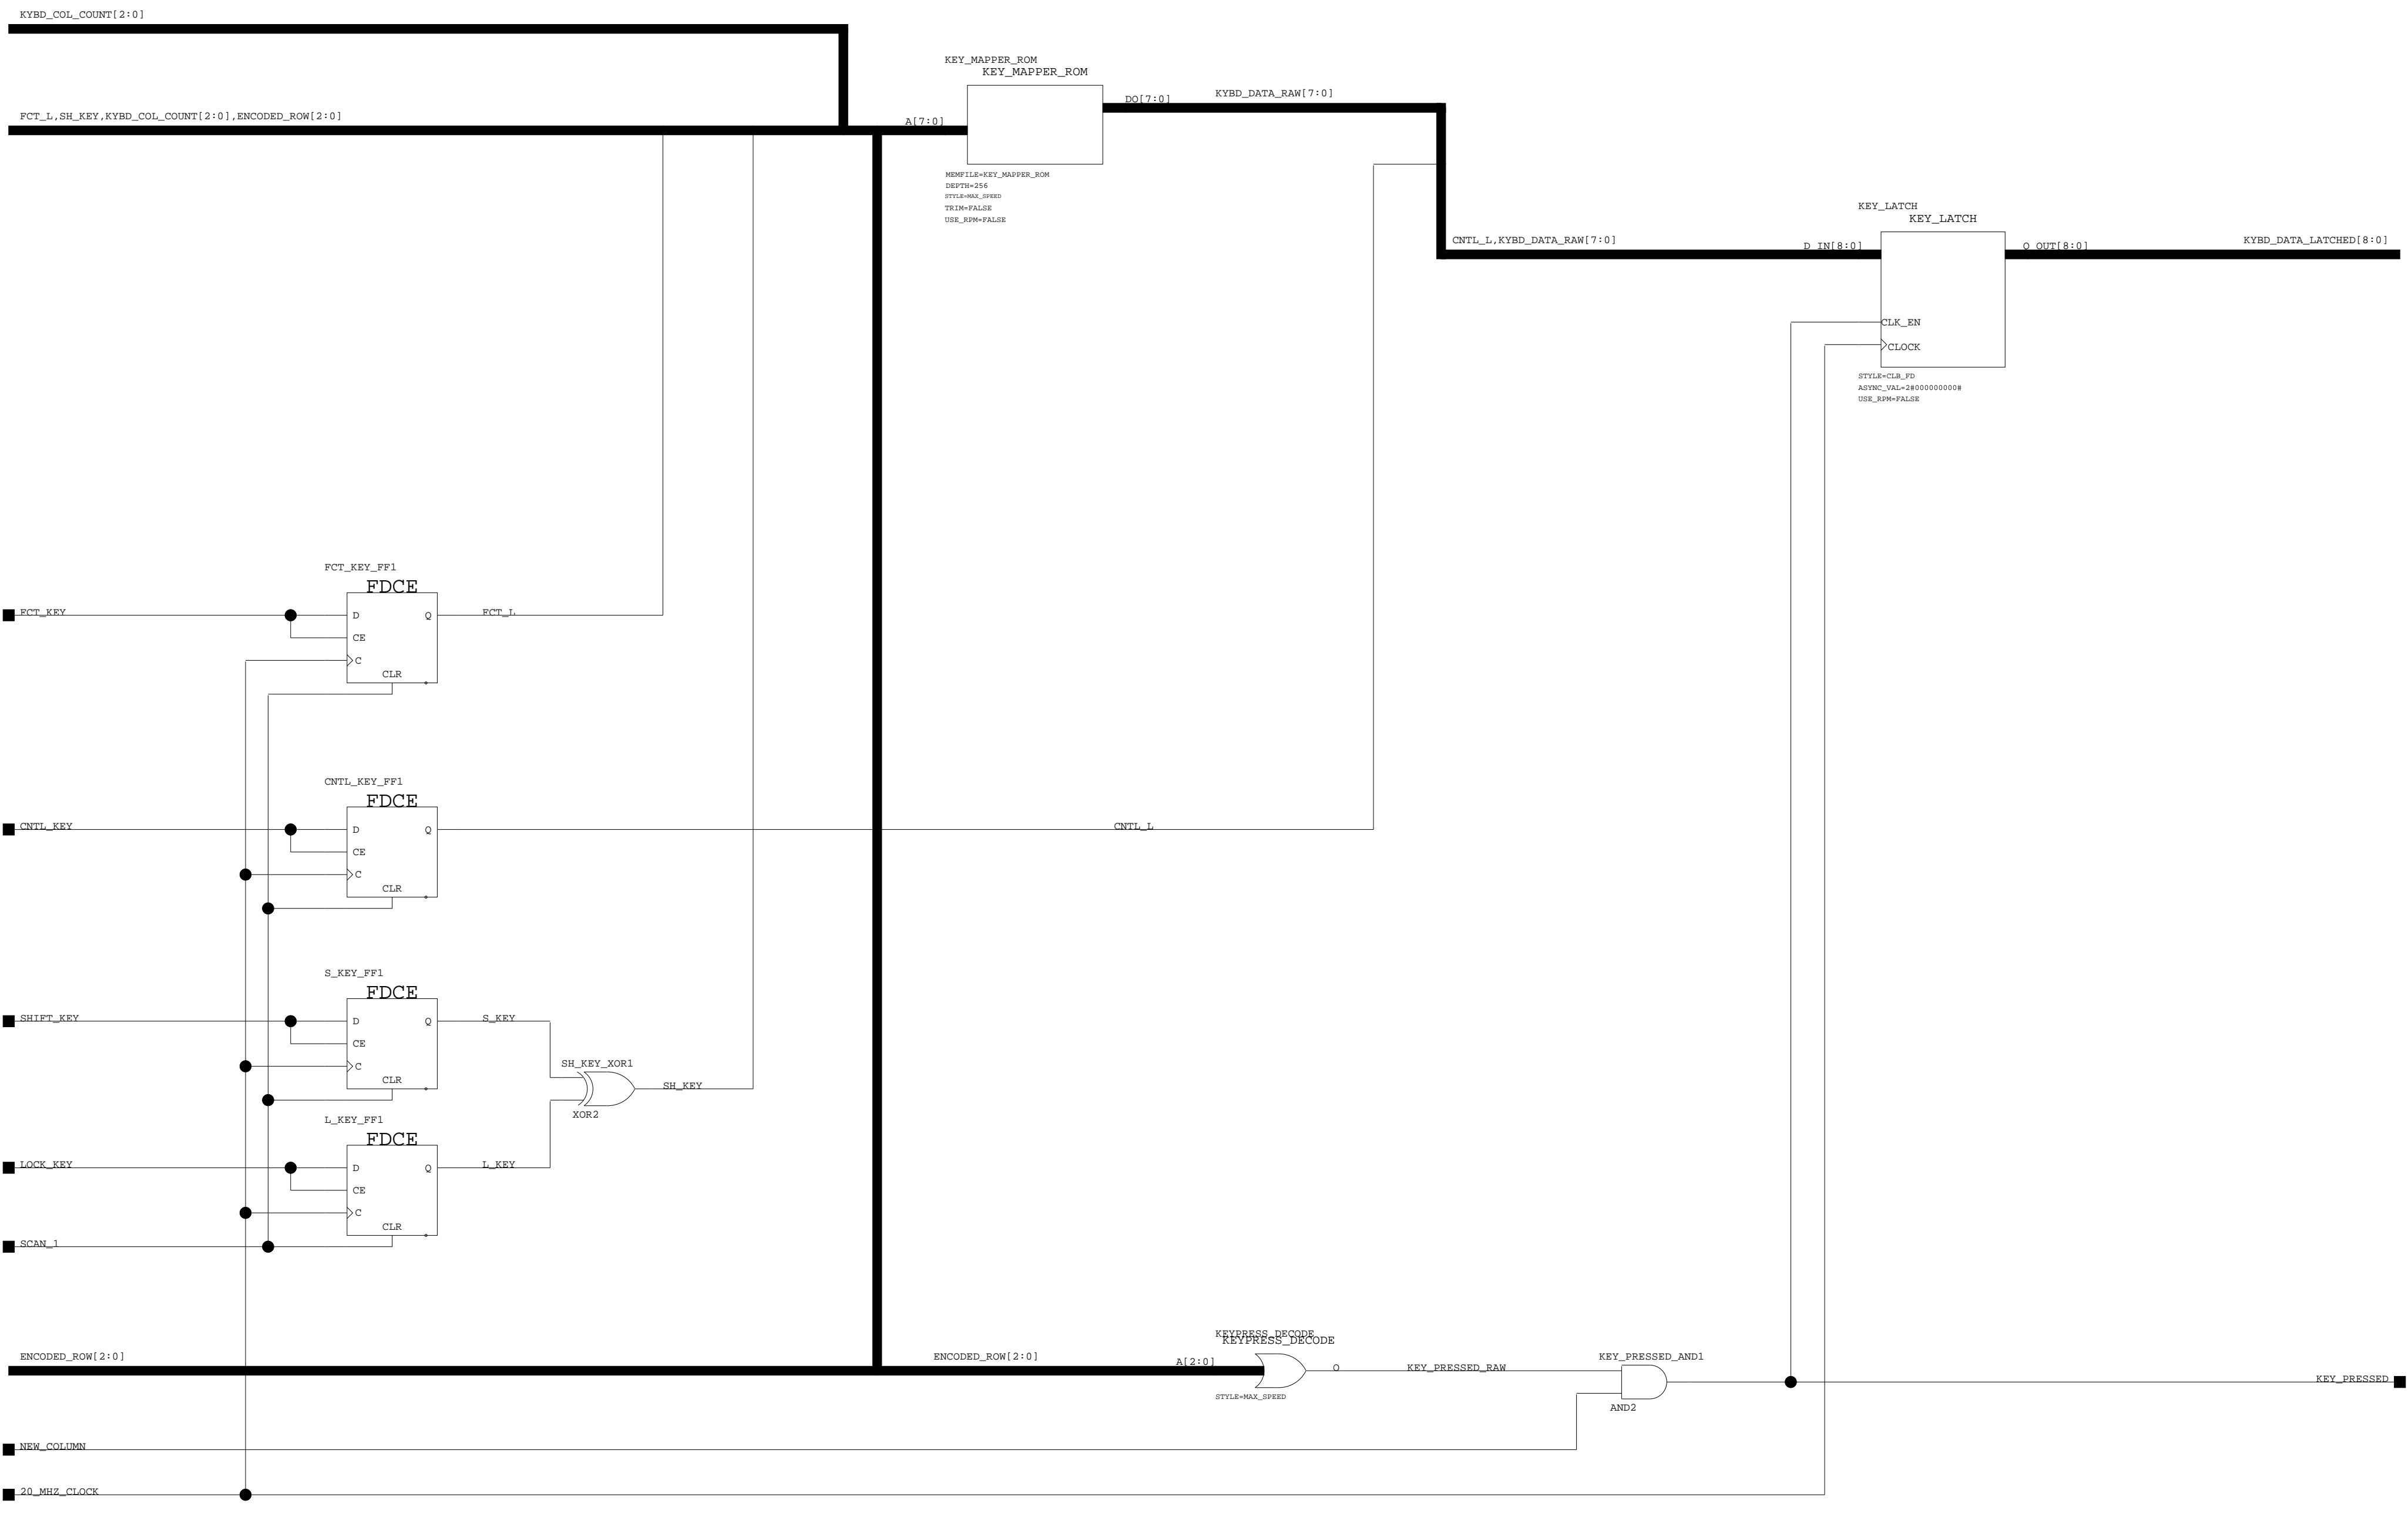 KYBD_COL_COUNT[2:0]
KEY_MAPPER_ROM
KEY_MAPPER_ROM
FCT_L,SH_KEY,KYBD_COL_COUNT[2:0],ENCODED_ROW[2:0]
A[7:0]
DO[7:0]
KYBD_DATA_RAW[7:0]
MEMFILE=KEY_MAPPER_ROM
DEPTH=256
STYLE=MAX_SPEED
TRIM=FALSE
USE_RPM=FALSE
KEY_LATCH
KEY_LATCH
CNTL_L,KYBD_DATA_RAW[7:0]
D_IN[8:0]
Q_OUT[8:0]
KYBD_DATA_LATCHED[8:0]
CLK_EN
CLOCK
STYLE=CLB_FD
ASYNC_VAL=2#000000000#
USE_RPM=FALSE
FCT_KEY_FF1
FDCE
FCT_KEY
D
Q
FCT_L
CE
C
CLR
CNTL_KEY_FF1
FDCE
CNTL_KEY
D
Q
CNTL_L
CE
C
CLR
S_KEY_FF1
FDCE
SHIFT_KEY
D
Q
S_KEY
CE
C
CLR
SH_KEY_XOR1
SH_KEY
XOR2
L_KEY_FF1
FDCE
LOCK_KEY
D
Q
L_KEY
CE
C
CLR
SCAN_1
ENCODED_ROW[2:0]
ENCODED_ROW[2:0]
A[2:0]
KEYPRESS_DECODE
KEYPRESS_DECODE
O
KEY_PRESSED_RAW
STYLE=MAX_SPEED
KEY_PRESSED_AND1
AND2
KEY_PRESSED
NEW_COLUMN
20_MHZ_CLOCK